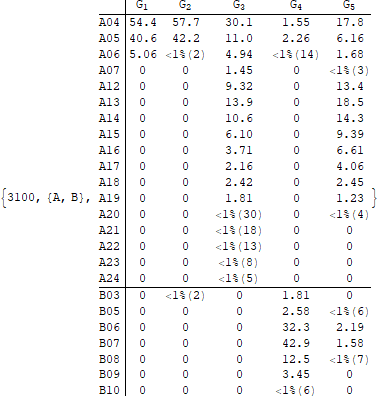 G1 G2 G3 G4 G5
A04 54.4 57.7 30.1 1.55 17.8
A05 40.6 42.2 11.0 2.26 6.16
A06 5.06 <1%(2) 4.94 <1%(14) 1.68
A07 0 0 1.45 0 <1%(3)
A12 0 0 9.32 0 13.4
A13 0 0 13.9 0 18.5
A14 0 0 10.6 0 14.3
A15 0 0 6.10 0 9.39
A16 0 0 3.71 0 6.61
A17 0 0 2.16 0 4.06
A18 0 0 2.42 0 2.45
{3100, {A, B}, A19 0 0 1.81 0 1.23 }
A20 0 0 <1%(30) 0 <1%(4)
A21 0 0 <1%(18) 0 0
A22 0 0 <1%(13) 0 0
A23 0 0 <1%(8) 0 0
A24 0 0 <1%(5) 0 0
B03 0 <1%(2) 0 1.81 0
B05 0 0 0 2.58 <1%(6)
B06 0 0 0 32.3 2.19
B07 0 0 0 42.9 1.58
B08 0 0 0 12.5 <1%(7)
B09 0 0 0 3.45 0
B10 0 0 0 <1%(6) 0